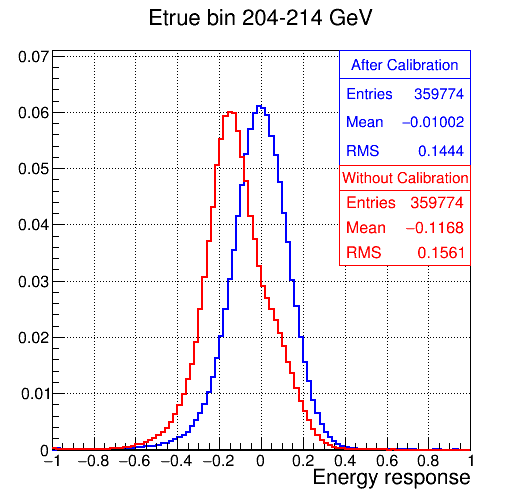 Etrue bin 204-214 GeV
0.07
0.06
0.05
0.04
0.03
0.02
0.01
0
After Calibration
Entries 359774
Mean −0.01002
RMS 0.1444
Without Calibration
Entries 359774
Mean −0.1168
RMS 0.1561
−1 −0.8 −0.6 −0.4 −0.2 0 0.2 0.4 0.6 0.8 1
Energy response